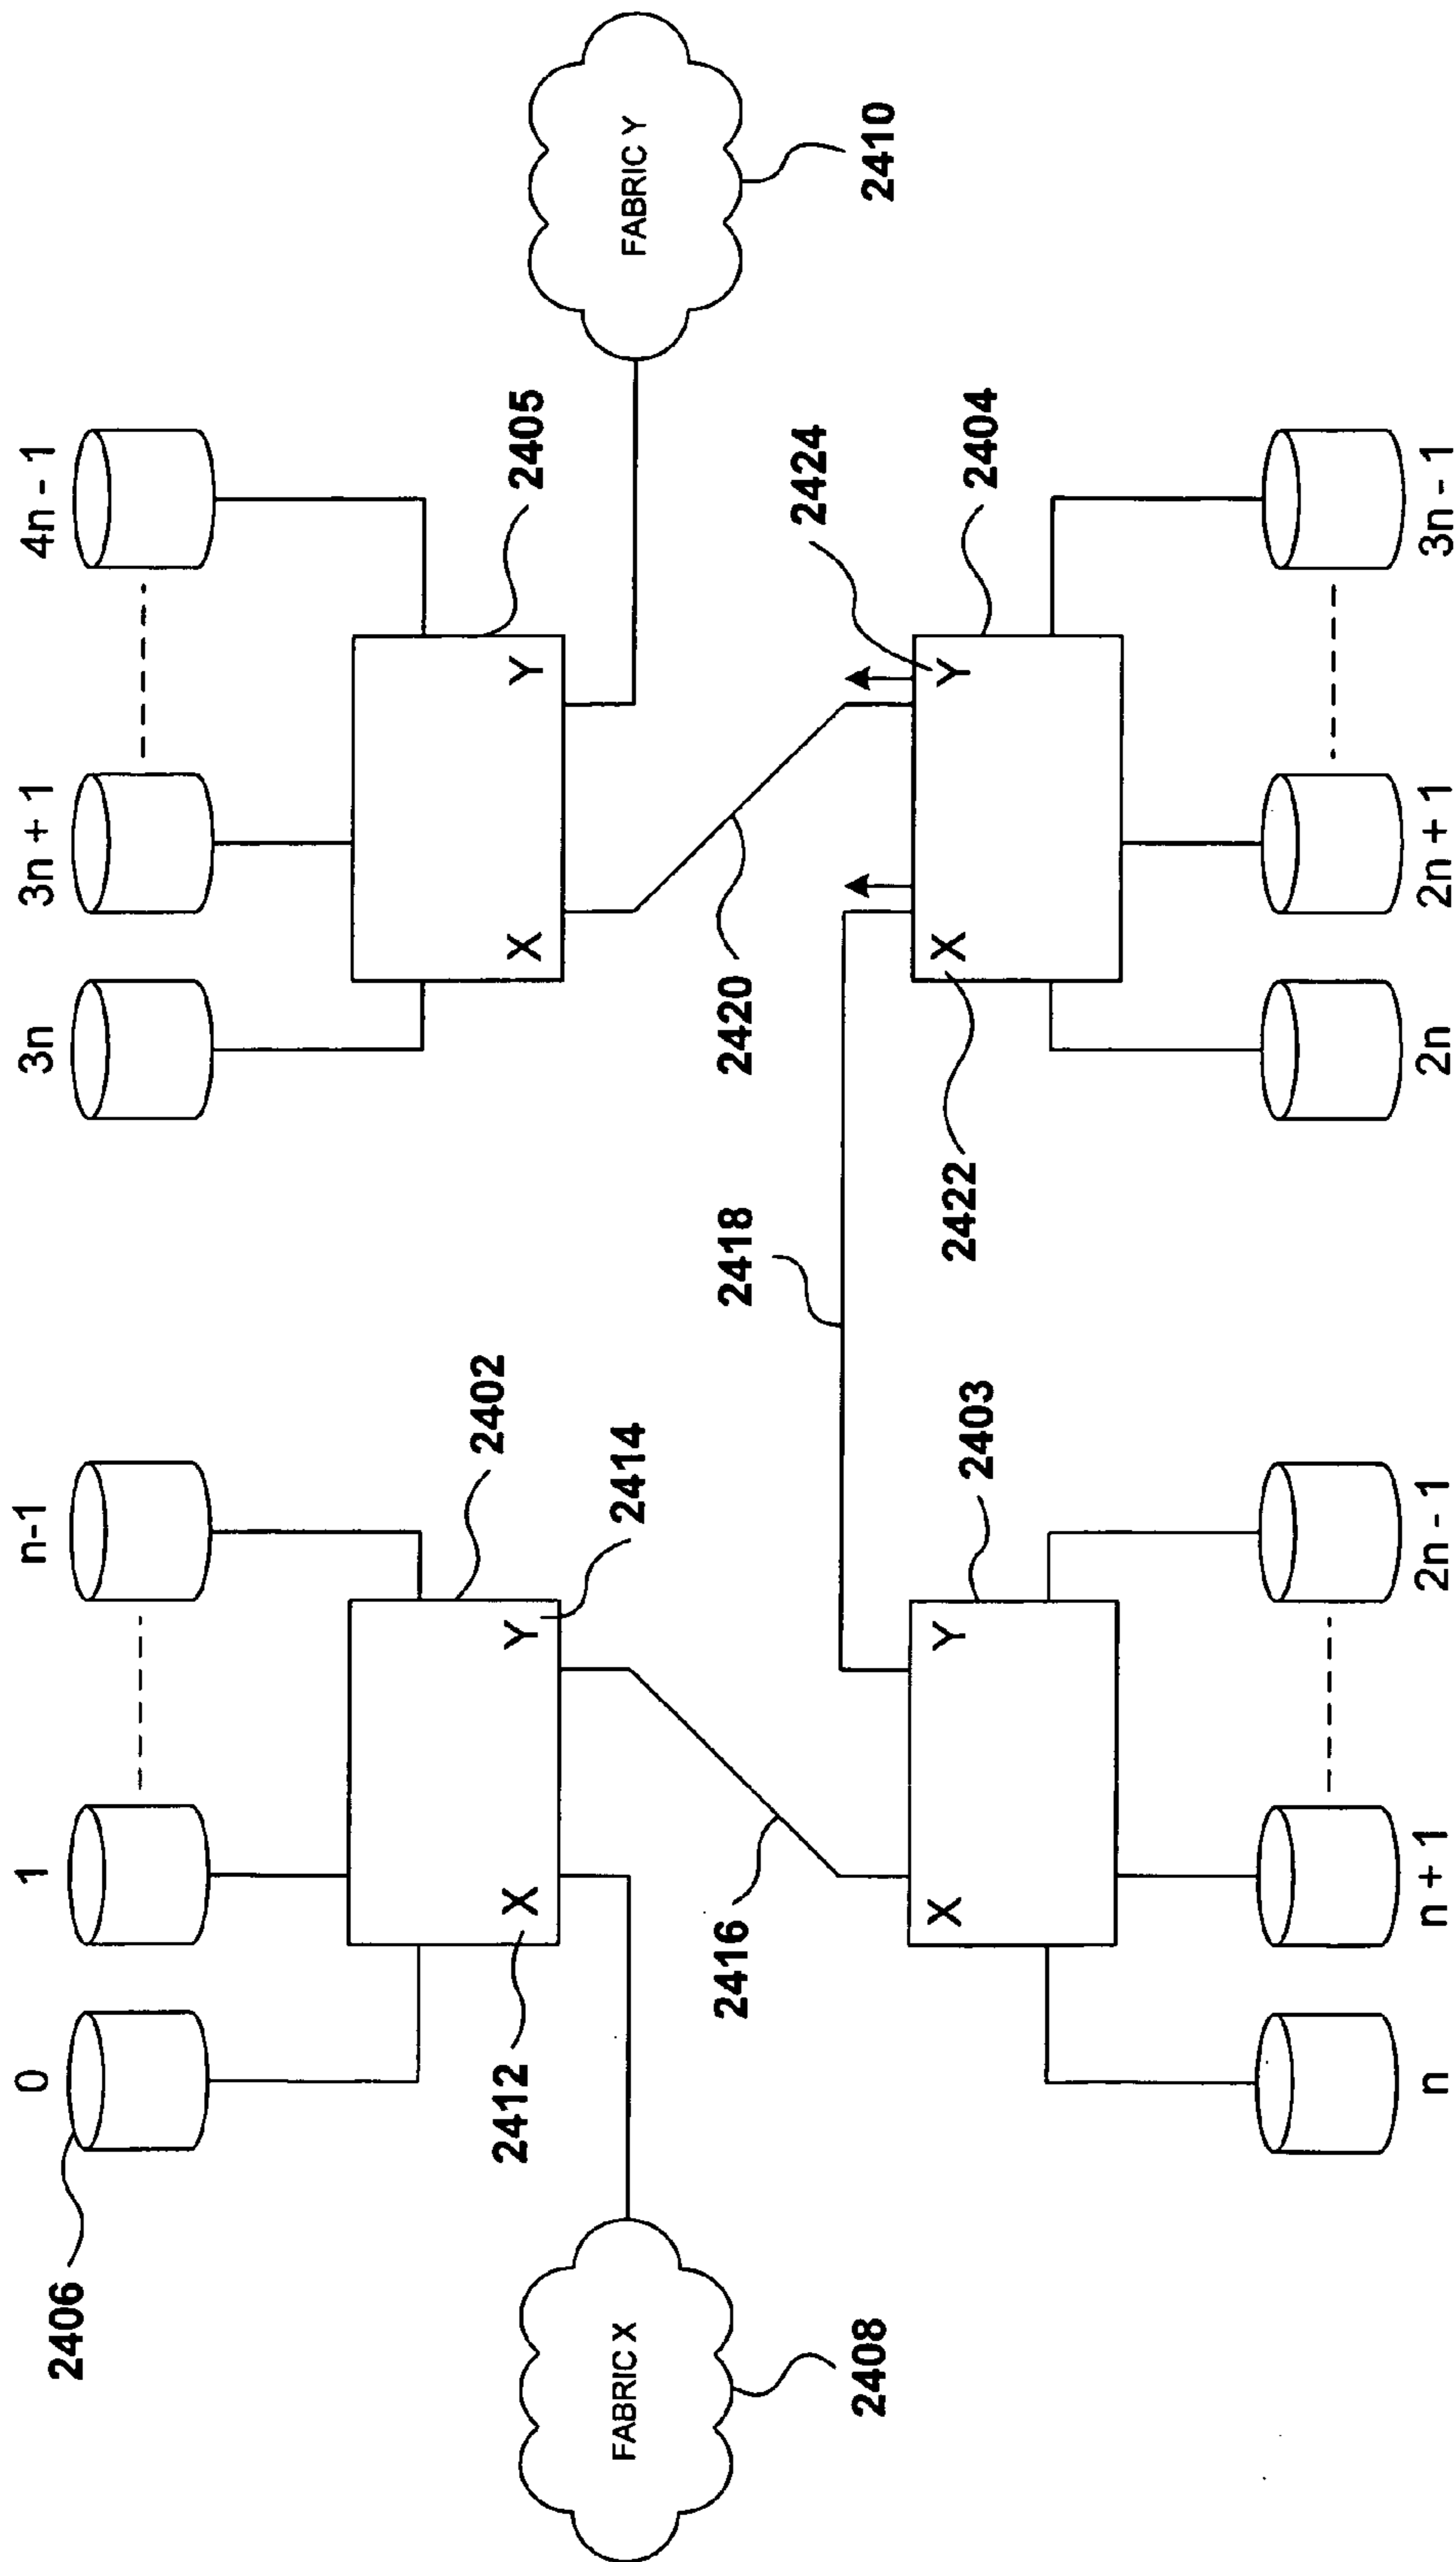 0
1
n-1
3n
3n + 1
4n - 1
2406
2402
2405
X
Y
X
Y
2412
2414
FABRIC X
FABRIC Y
2408
2410
2416
2418
2420
2424
X
Y
X
Y
2403
2422
2404
n
n + 1
2n - 1
2n
2n + 1
3n - 1